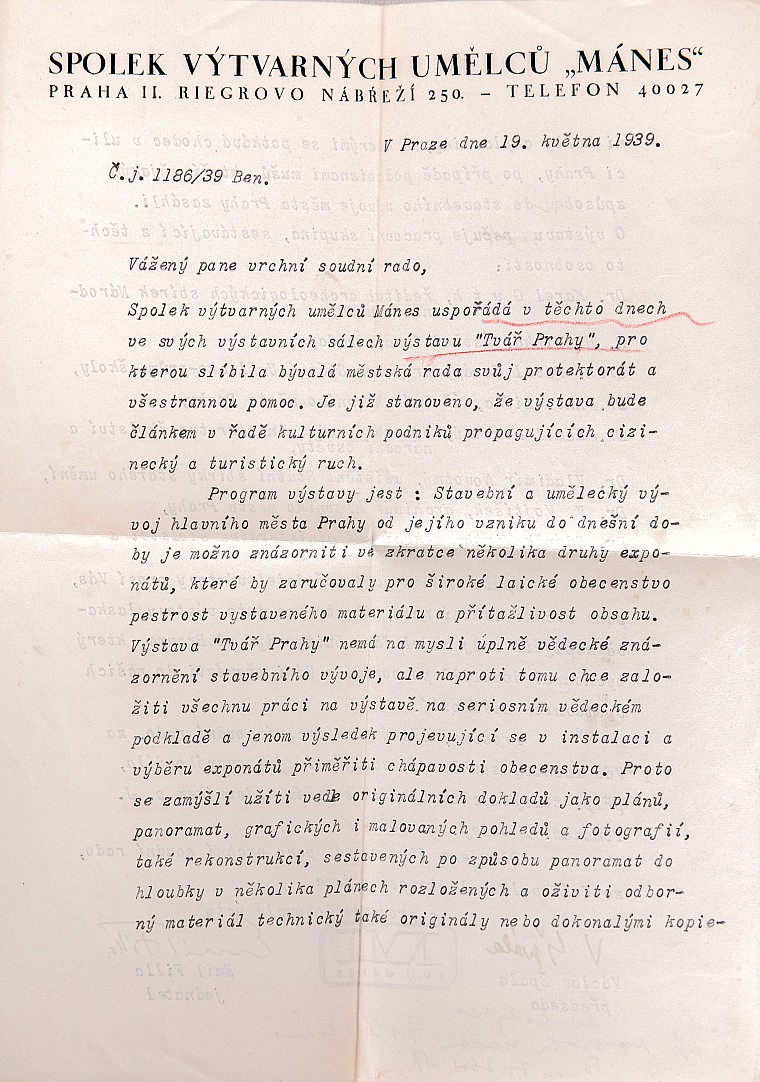 SPOLEK VÝTVARNÝCH UMĚLCŮ „MÁNES“
PRAHA II. RIEGROVO NÁBŘEŽÍ 250. – TELEFON 40027
V Praze dne 19. května 1939.
Č.j. 1186/39 Ben.
Vážený pane vrchní soudní rado,
Spolek výtvarných umělců Mánes uspořádá v těchto dnech
ve svých výstavních sálech výstavu "Tvář Prahy", pro
kterou slíbila bývalá městská rada svůj protektorát a
všestrannou pomoc. Je již stanoveno, že výstava bude
článkem v řadě kulturních podniků propagujících cizi-
necký a turistický ruch.
Program výstavy jest : Stavební a umělecký vý-
voj hlavního města Prahy od jejího vzniku do dnešní do-
by je možno znázorniti ve zkratce několika druhy expo-
nátů, které by zaručovaly pro široké laické obecenstvo
pestrost vystaveného materiálu a přítažlivost obsahu.
Výstava "Tvář Prahy" nemá na mysli úplně vědecké zná-
zornění stavebního vývoje, ale naproti tomu chce zalo-
žiti všechnu práci na výstavě na seriosním vědeckém
podkladě a jenom výsledek projevující se v instalaci a
výběru exponátů přiměřiti chápavosti obecenstva. Proto
se zamýšlí užíti vedle originálních dokladů jako plánů,
panoramat, grafických i malovaných pohledů a fotografií,
také rekonstrukcí, sestavených po způsobu panoramat do
hloubky v několika plánech rozložených a oživiti odbor-
ný materiál technický také originály nebo dokonalými kopie-